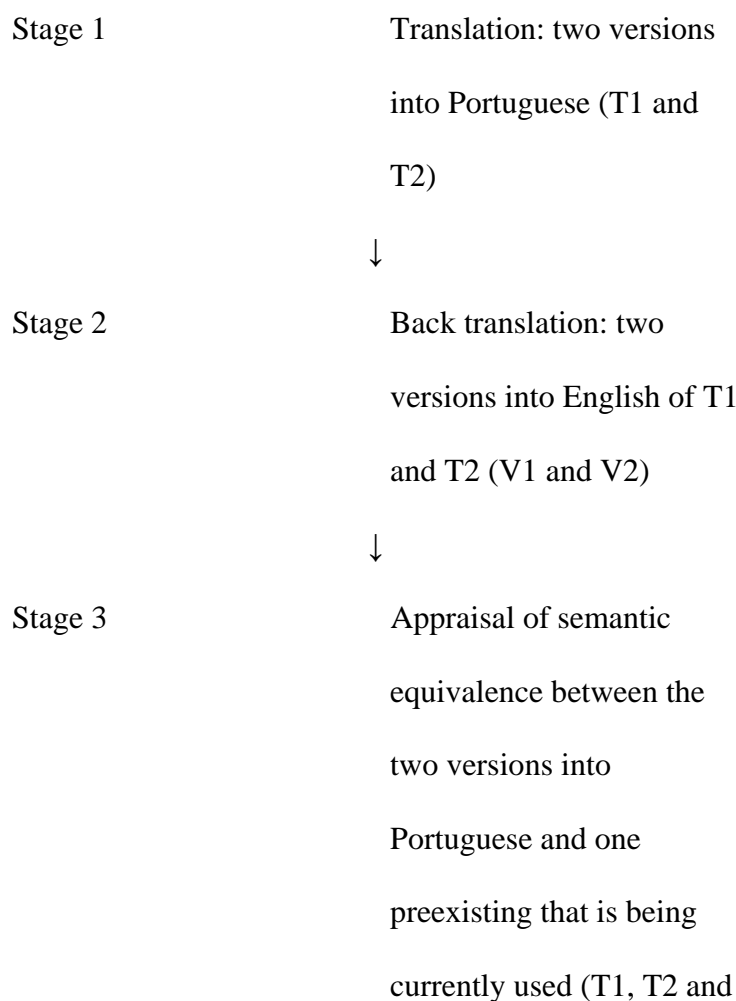 Stage 1 Translation: two versions
into Portuguese (T1 and
T2)
↓
Stage 2 Back translation: two
versions into English of T1
and T2 (V1 and V2)
↓
Stage 3 Appraisal of semantic
equivalence between the
two versions into
Portuguese and one
preexisting that is being
currently used (T1, T2 and